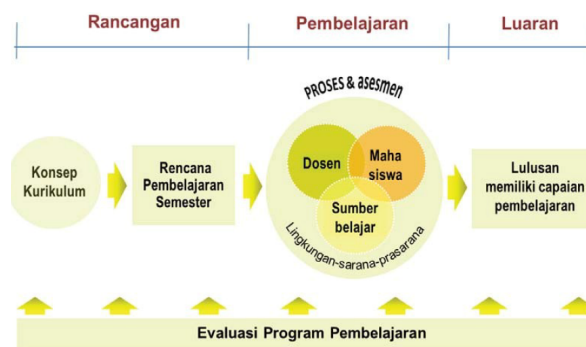 Rancangan
Pembelajaran
Luaran
PROSES & asesmen
Konsep
Kurikulum
Rencana
Pembelajaran
Semester
Dosen
Maha
siswa
Sumber
belajar
Lingkungan-sarana-prasarana
Lulusan
memiliki capaian
pembelajaran
Evaluasi Program Pembelajaran